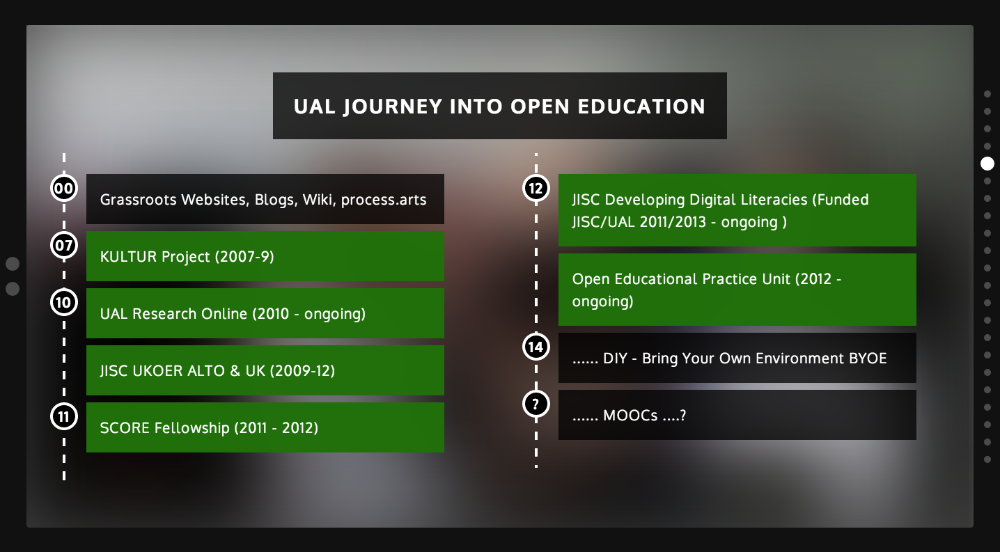 UAL JOURNEY INTO OPEN EDUCATION
00
Grassroots Websites, Blogs, Wiki, process.arts
07
KULTUR Project (2007-9)
10
UAL Research Online (2010 - ongoing)
JISC UKOER ALTO & UK (2009-12)
11
SCORE Fellowship (2011 - 2012)
12
JISC Developing Digital Literacies (Funded
JISC/UAL 2011/2013 - ongoing )
Open Educational Practice Unit (2012 -
ongoing)
14
...... DIY - Bring Your Own Environment BYOE
?
...... MOOCs ....?